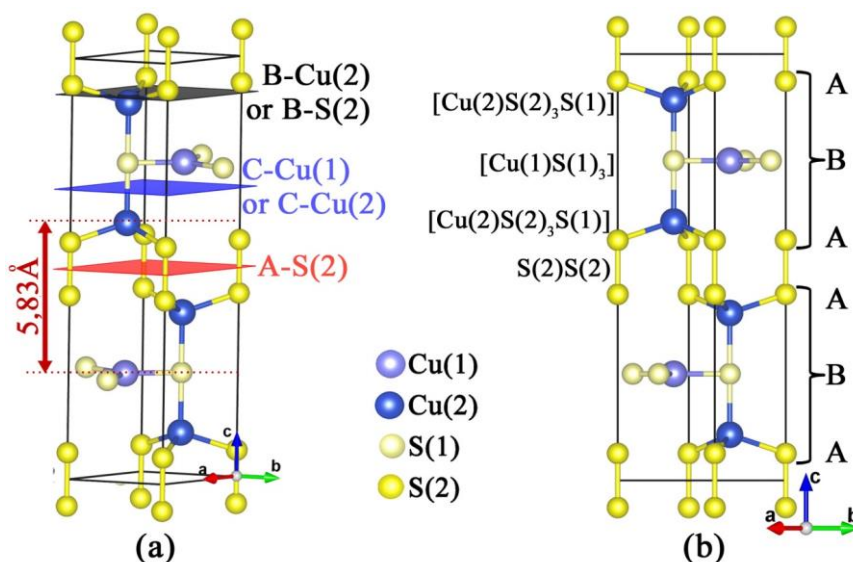 B-Cu(2)
or B-S(2)
C-Cu(1)
or C-Cu(2)
A-S(2)
5,83Å
c
a
b
(a)
Cu(1)
Cu(2)
S(1)
S(2)
[Cu(2)S(2)₃S(1)]
[Cu(1)S(1)₃]
[Cu(2)S(2)₃S(1)]
S(2)S(2)
A
B
A
A
B
A
c
a
b
(b)